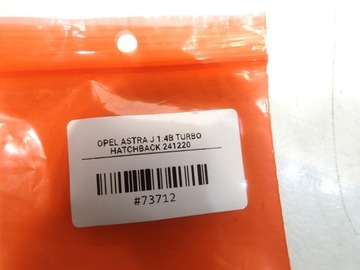 OPEL ASTRA J 1.4B TURBO
HATCHBACK 241220
#73712